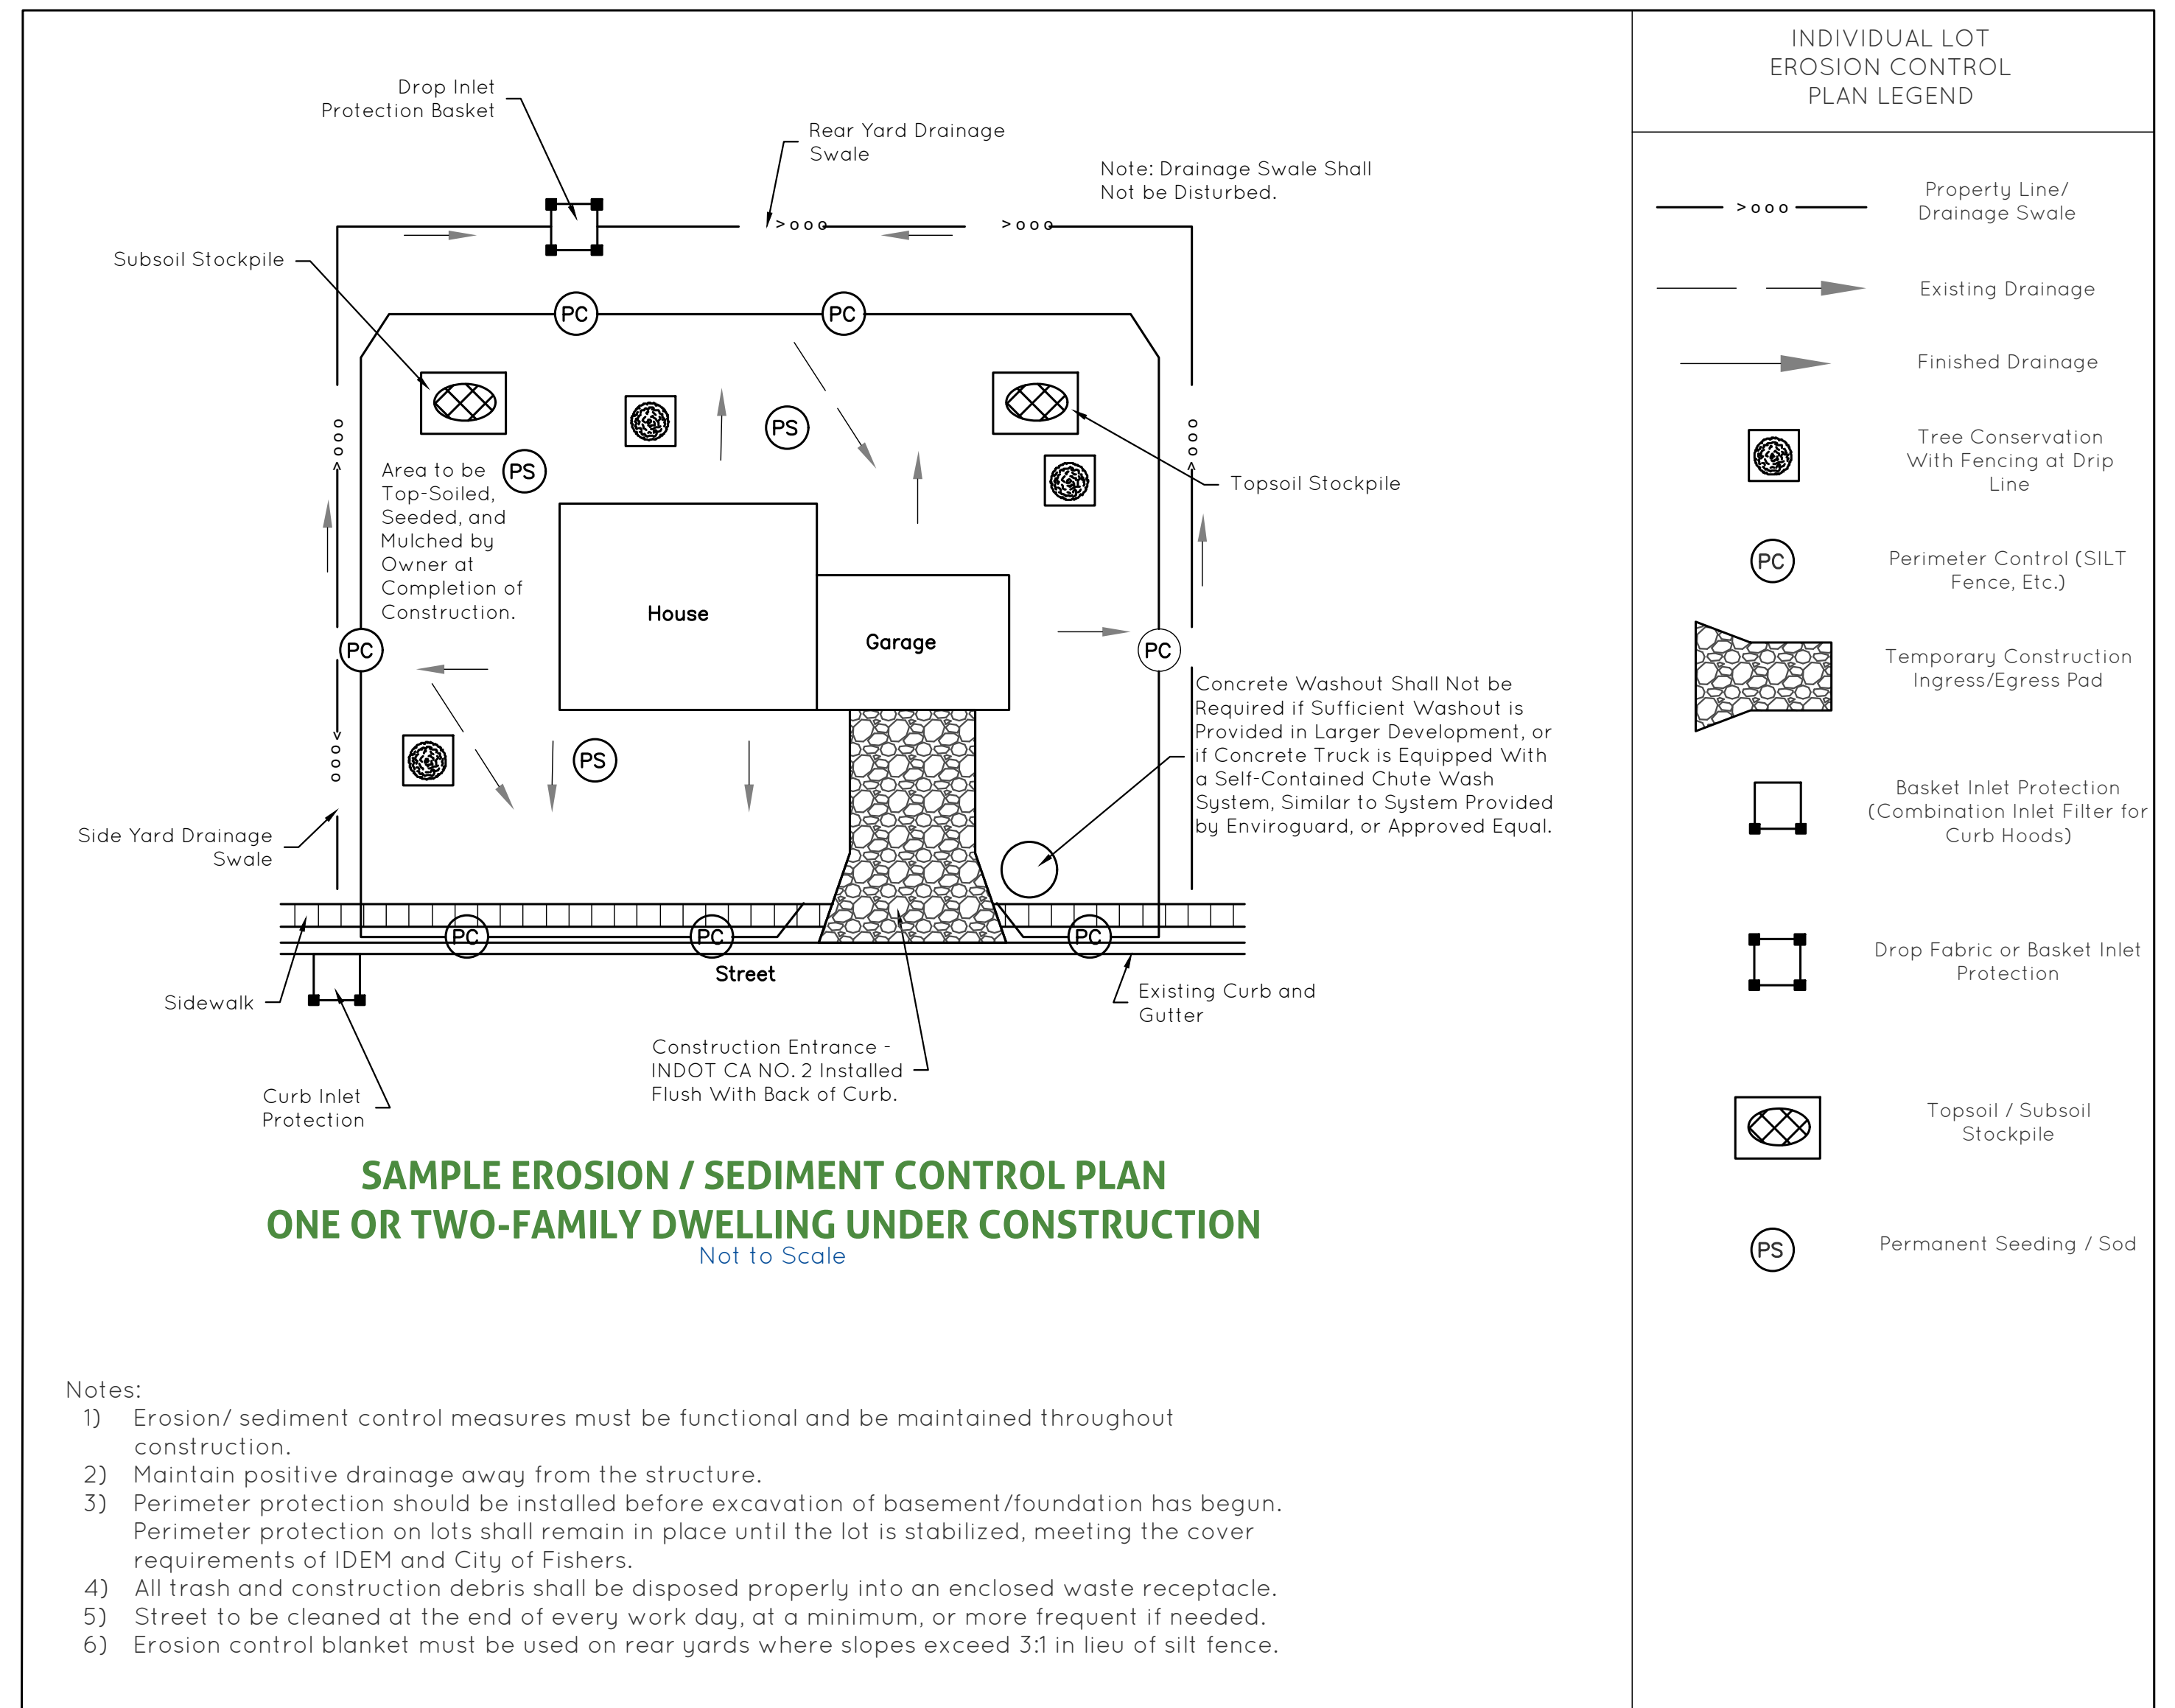 Drop Inlet
Protection Basket
Rear Yard Drainage
Swale
Note: Drainage Swale Shall
Not be Disturbed.
>ooo
>ooo
Subsoil Stockpile
PC
PC
ooo>
ooo>
PS
PS
Area to be
Top-Soiled,
Seeded, and
Mulched by
Owner at
Completion of
Construction.
Topsoil Stockpile
House
Garage
PC
PC
Concrete Washout Shall Not be
Required if Sufficient Washout is
Provided in Larger Development, or
if Concrete Truck is Equipped With
a Self-Contained Chute Wash
System, Similar to System Provided
by Enviroguard, or Approved Equal.
>ooo
PS
Side Yard Drainage
Swale
PC
PC
PC
Street
Sidewalk
Existing Curb and
Gutter
Construction Entrance -
INDOT CA NO. 2 Installed
Flush With Back of Curb.
Curb Inlet
Protection
SAMPLE EROSION / SEDIMENT CONTROL PLAN
ONE OR TWO-FAMILY DWELLING UNDER CONSTRUCTION
Not to Scale
Notes:
1) Erosion/ sediment control measures must be functional and be maintained throughout
construction.
2) Maintain positive drainage away from the structure.
3) Perimeter protection should be installed before excavation of basement/foundation has begun.
Perimeter protection on lots shall remain in place until the lot is stabilized, meeting the cover
requirements of IDEM and City of Fishers.
4) All trash and construction debris shall be disposed properly into an enclosed waste receptacle.
5) Street to be cleaned at the end of every work day, at a minimum, or more frequent if needed.
6) Erosion control blanket must be used on rear yards where slopes exceed 3:1 in lieu of silt fence.
INDIVIDUAL LOT
EROSION CONTROL
PLAN LEGEND
>ooo
Property Line/
Drainage Swale
Existing Drainage
Finished Drainage
Tree Conservation
With Fencing at Drip
Line
PC
Perimeter Control (SILT
Fence, Etc.)
Temporary Construction
Ingress/Egress Pad
Basket Inlet Protection
(Combination Inlet Filter for
Curb Hoods)
Drop Fabric or Basket Inlet
Protection
Topsoil / Subsoil
Stockpile
PS
Permanent Seeding / Sod